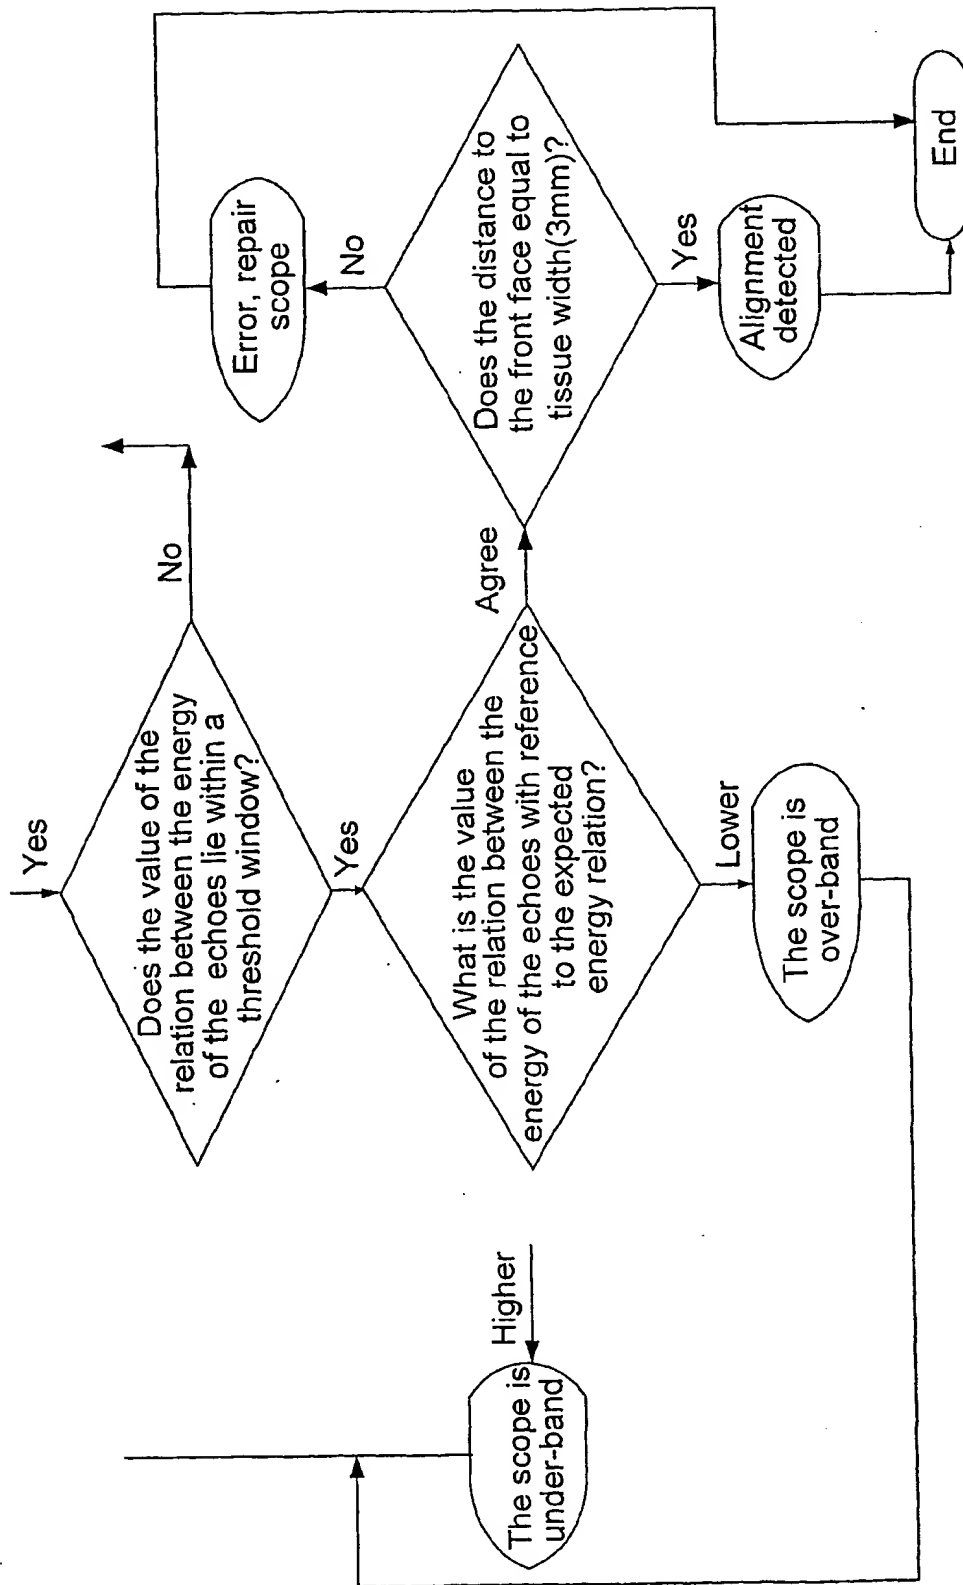 Yes
Does the value of the
relation between the energy
of the echoes lie within a
threshold window?
No
Yes
What is the value
of the relation between the
energy of the echoes with reference
to the expected
energy relation?
Higher
The scope is
under-band
Agree
Lower
The scope is
over-band
Does the distance to
the front face equal to
tissue width(3mm)?
No
Error, repair
scope
Yes
Alignment
detected
End